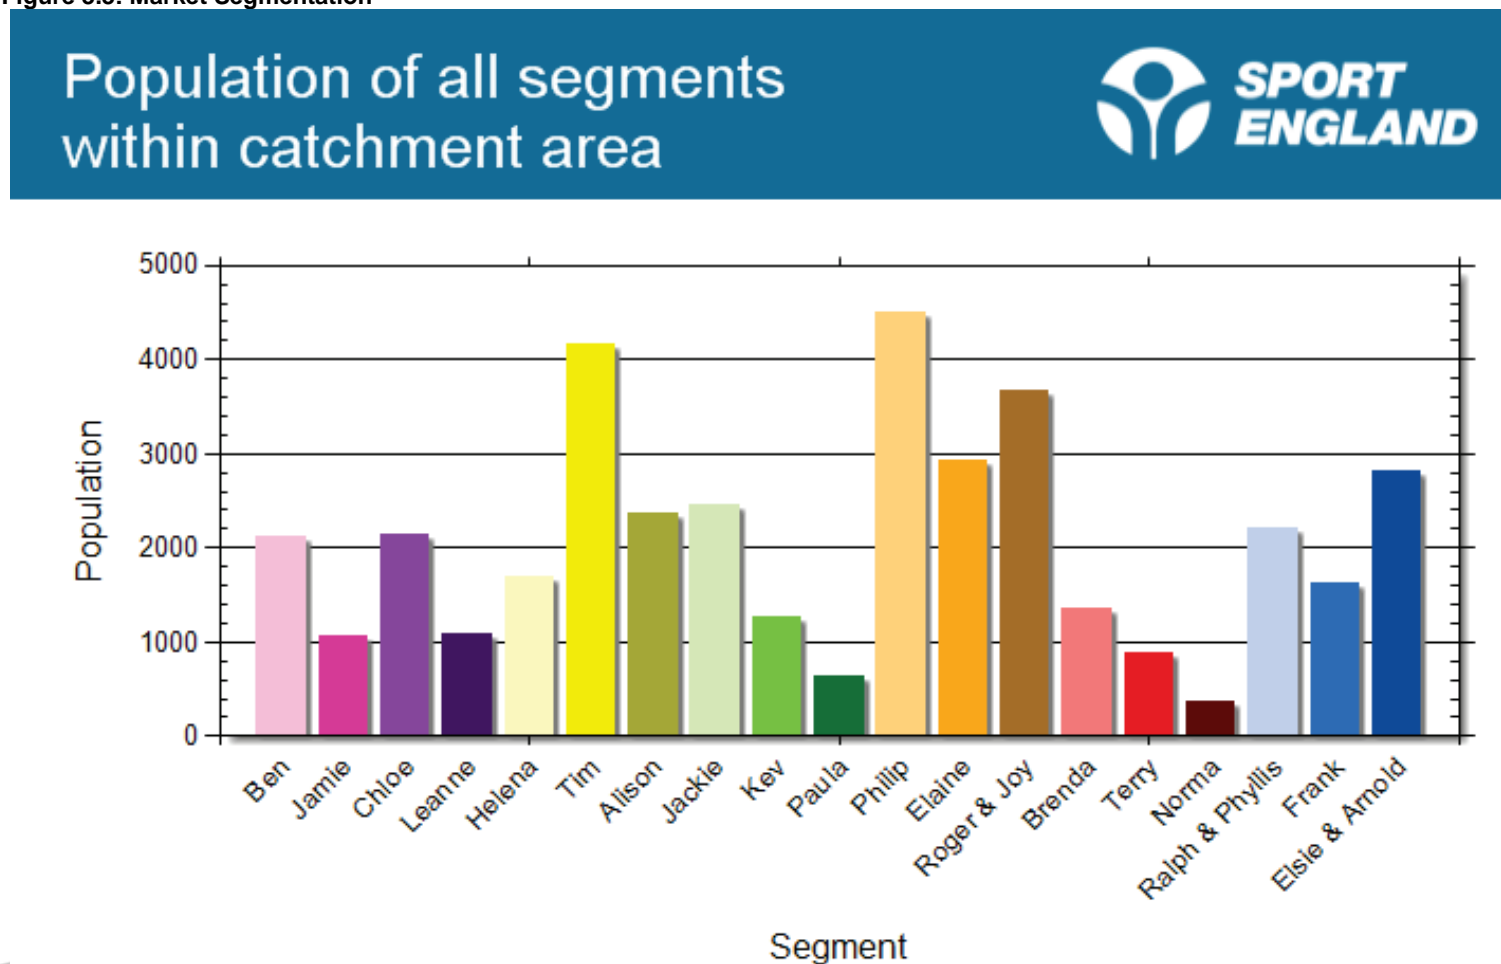 Population of all segments
within catchment area
SPORT
ENGLAND
5000
4000
3000
2000
1000
0
Population
Ben
Jamie
Chloe
Leanne
Helena
Tim
Alison
Jackie
Kev
Paula
Philip
Elaine
Roger & Joy
Brenda
Terry
Norma
Ralph & Phyllis
Frank
Elsie & Arnold
Segment